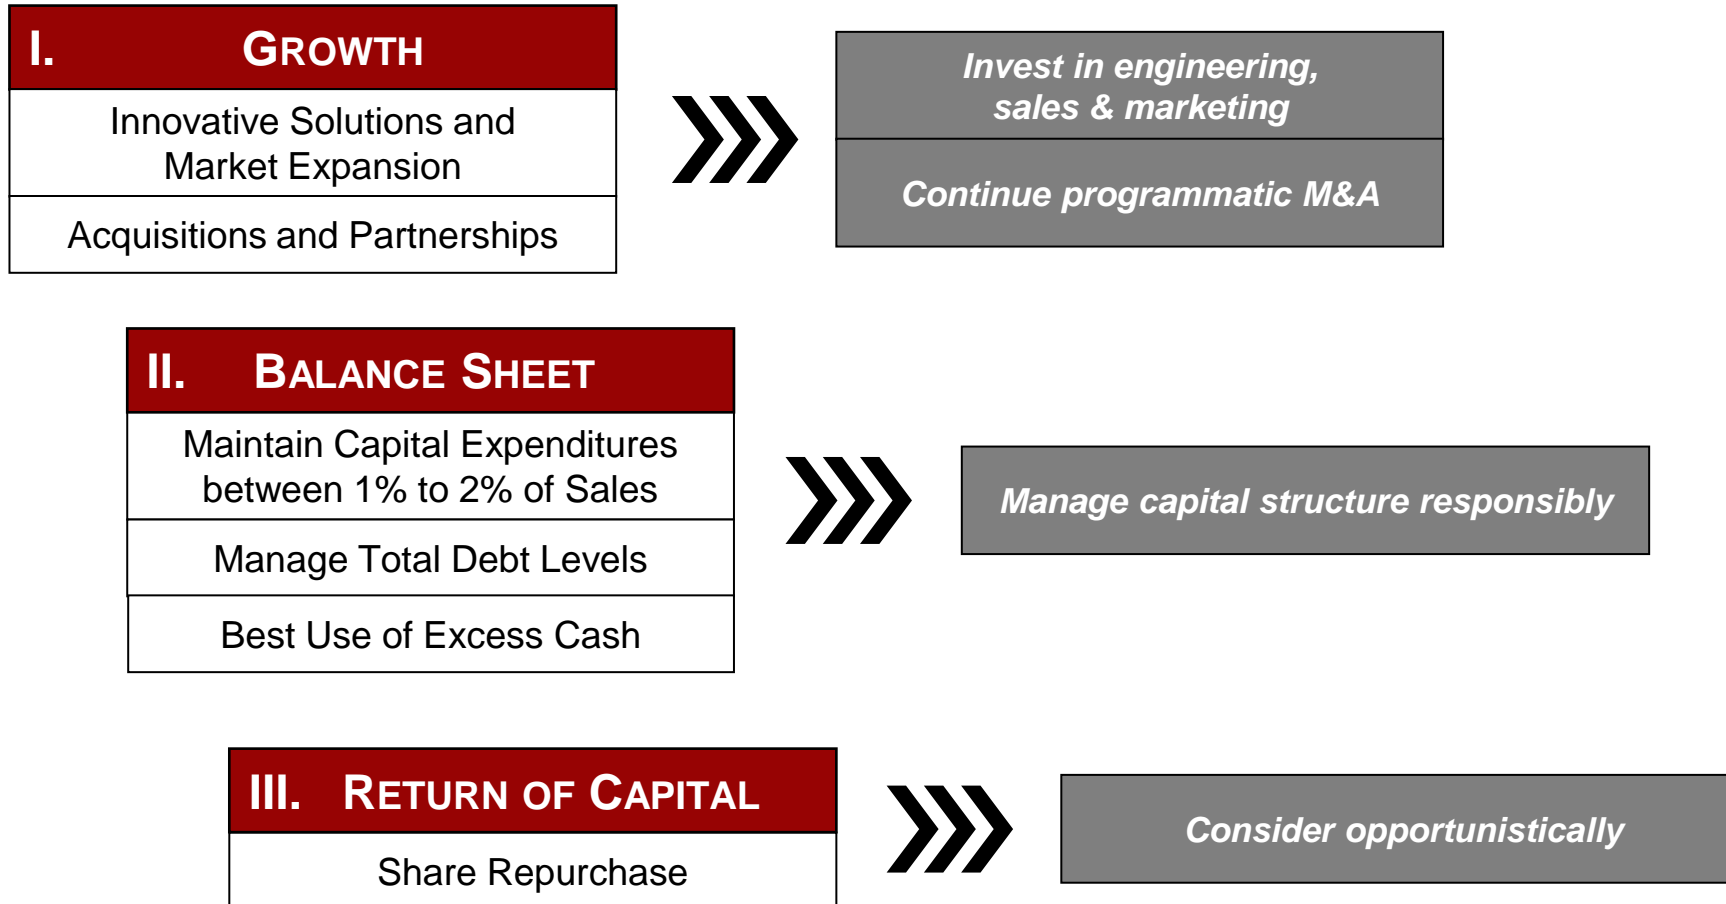 I. GROWTH
Innovative Solutions and
Market Expansion
Acquisitions and Partnerships
Invest in engineering,
sales & marketing
Continue programmatic M&A
II. BALANCE SHEET
Maintain Capital Expenditures
between 1% to 2% of Sales
Manage Total Debt Levels
Best Use of Excess Cash
Manage capital structure responsibly
III. RETURN OF CAPITAL
Share Repurchase
Consider opportunistically